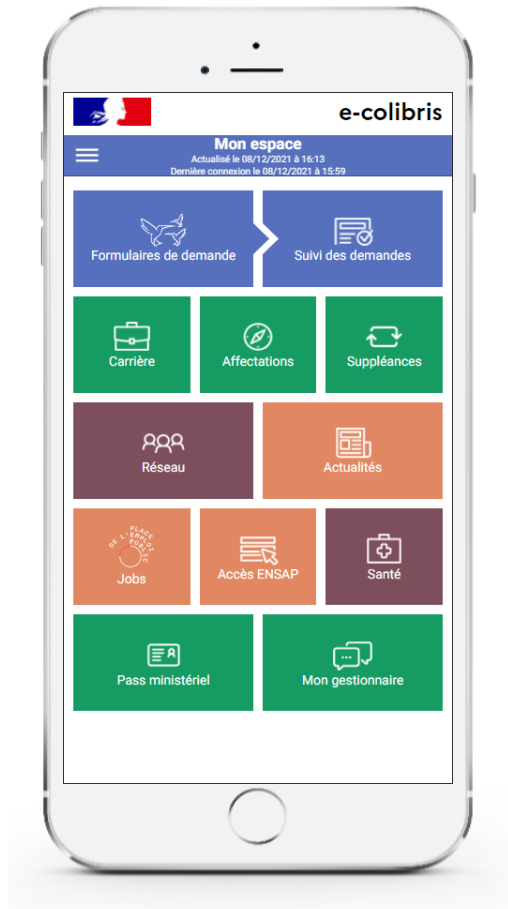 e-colibris
Mon espace
Actualisé le 08/12/2021 à 16:13
Dernière connexion le 08/12/2021 à 15:59
Formulaires de demande
Suivi des demandes
Carrière
Affectations
Suppléances
Réseau
Actualités
PLACE
DE L'EMPLOI
PUBLIC
Jobs
Accès ENSAP
Santé
Pass ministériel
Mon gestionnaire